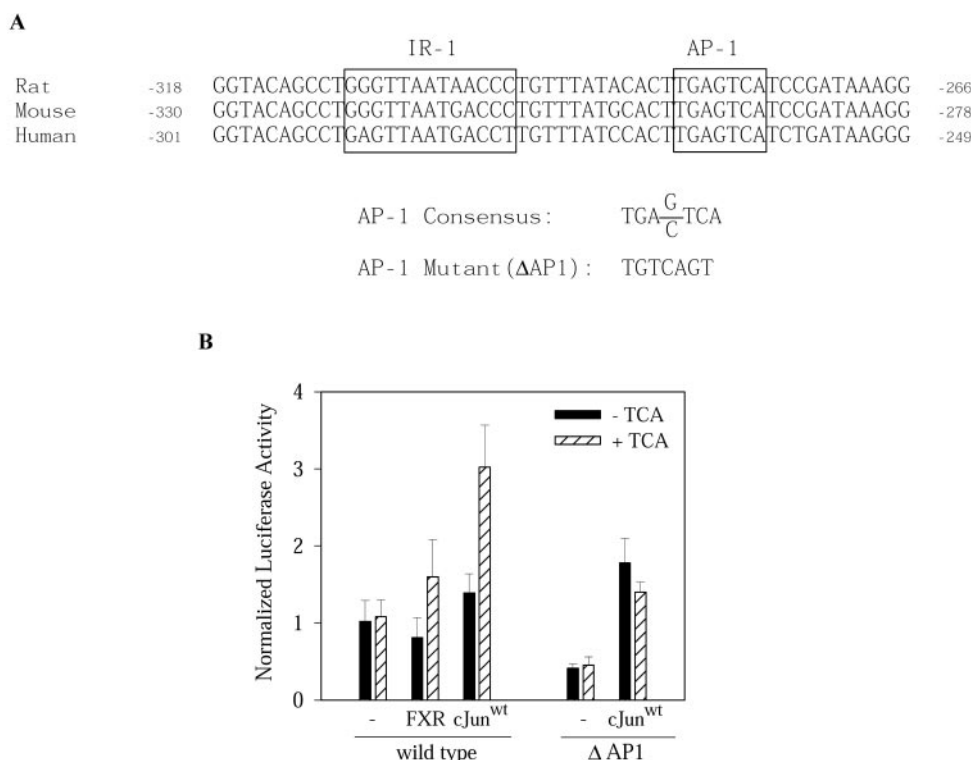 A
IR-1 AP-1
Rat -318 GGTACAGCCTGGGTTAATAACCCTGTTTATACACTTGAGTCATCCGATAAAGG -266
Mouse -330 GGTACAGCCTGGGTTAATGACCCTGTTTATGCACTTGAGTCATCCGATAAAGG -278
Human -301 GGTACAGCCTGAGTTAATGACCTTGTTTATCCACTTGAGTCATCTGATAAGGG -249
AP-1 Consensus: TGA G/C TCA
AP-1 Mutant(ΔAP1): TGTCAGT
B
Normalized Luciferase Activity
4
3
2
1
0
- TCA
+ TCA
- FXR cJun^wt - cJun^wt
wild type Δ AP1